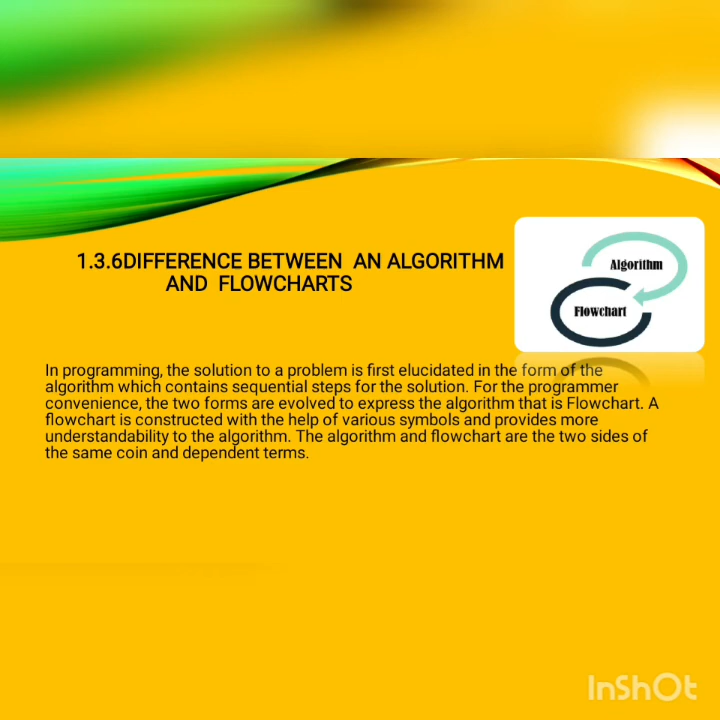 1.3.6DIFFERENCE BETWEEN AN ALGORITHM
AND FLOWCHARTS
Algorithm
Flowchart
In programming, the solution to a problem is first elucidated in the form of the
algorithm which contains sequential steps for the solution. For the programmer
convenience, the two forms are evolved to express the algorithm that is Flowchart. A
flowchart is constructed with the help of various symbols and provides more
understandability to the algorithm. The algorithm and flowchart are the two sides of
the same coin and dependent terms.
InShOt